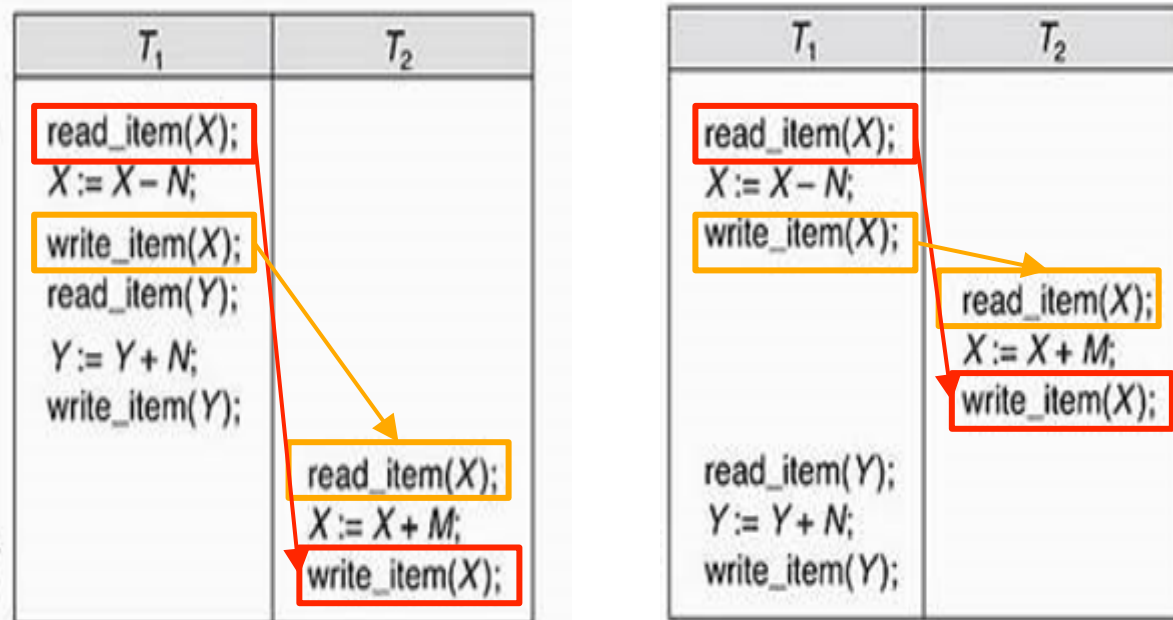 T₁ T₂
read_item(X);
X := X – N;
write_item(X);
read_item(Y);
Y := Y + N;
write_item(Y);
read_item(X);
X := X + M;
write_item(X);
T₁ T₂
read_item(X);
X := X – N;
write_item(X);
read_item(X);
X := X + M;
write_item(X);
read_item(Y);
Y := Y + N;
write_item(Y);